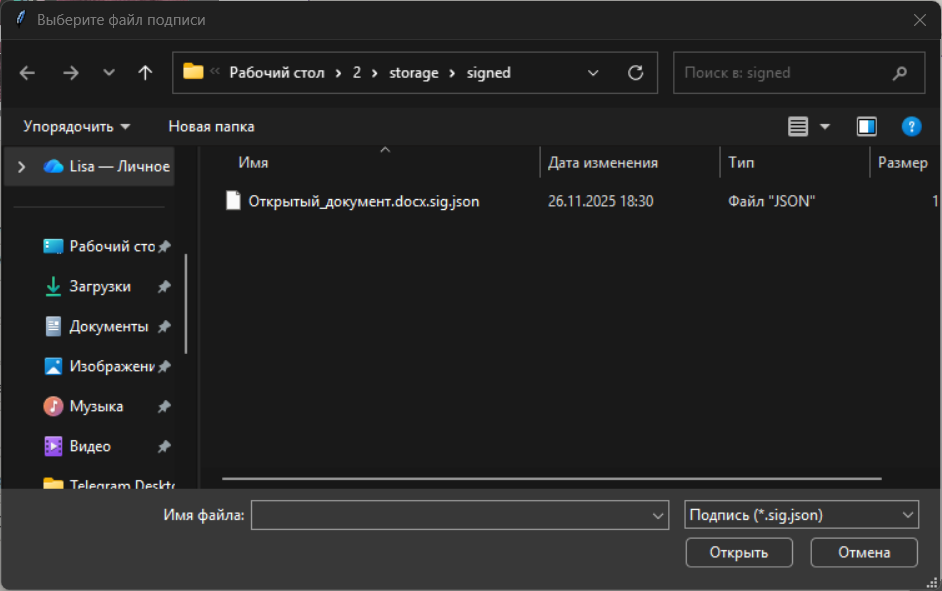 Выберите файл подписи
« Рабочий стол › 2 › storage › signed
Поиск в: signed
Упорядочить
Новая папка
Lisa — Личное
Имя
Дата изменения
Тип
Размер
Открытый_документ.docx.sig.json
26.11.2025 18:30
Файл "JSON"
1
Рабочий сто
Загрузки
Документы
Изображени
Музыка
Видео
Telegram Deskto
Имя файла:
Подпись (*.sig.json)
Открыть
Отмена